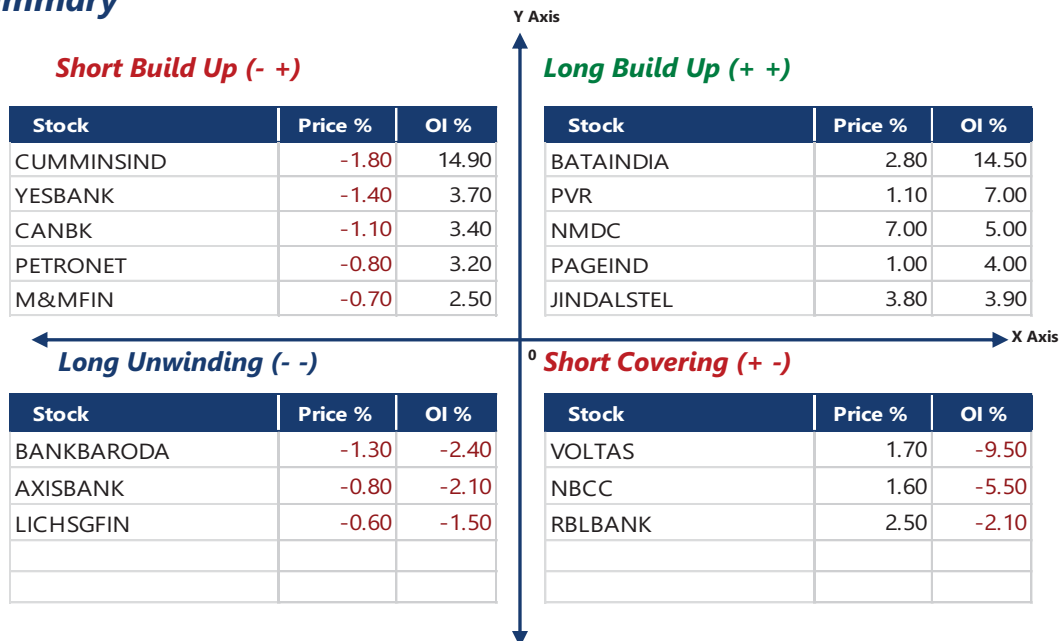 Y Axis
Short Build Up (- +)
Stock Price % OI %
CUMMINSIND -1.80 14.90
YESBANK -1.40 3.70
CANBK -1.10 3.40
PETRONET -0.80 3.20
M&MFIN -0.70 2.50
Long Build Up (+ +)
Stock Price % OI %
BATAINDIA 2.80 14.50
PVR 1.10 7.00
NMDC 7.00 5.00
PAGEIND 1.00 4.00
JINDALSTEL 3.80 3.90
X Axis
0
Long Unwinding (- -)
Stock Price % OI %
BANKBARODA -1.30 -2.40
AXISBANK -0.80 -2.10
LICHSGFIN -0.60 -1.50
Short Covering (+ -)
Stock Price % OI %
VOLTAS 1.70 -9.50
NBCC 1.60 -5.50
RBLBANK 2.50 -2.10